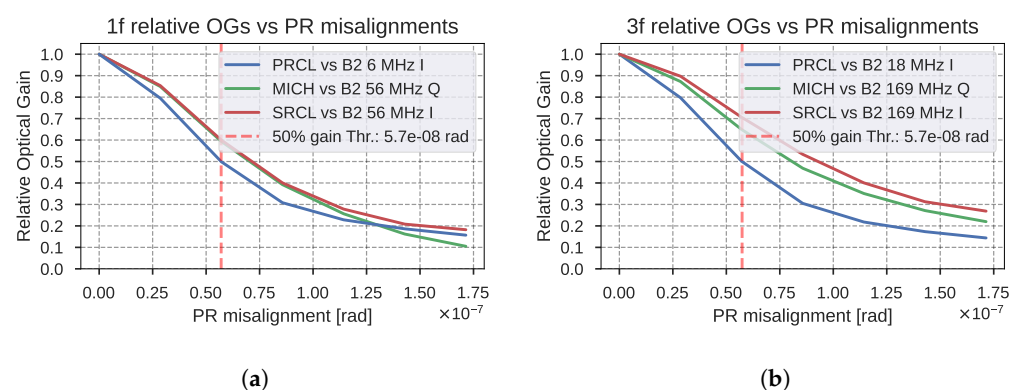 1f relative OGs vs PR misalignments
Relative Optical Gain
1.0
0.9
0.8
0.7
0.6
0.5
0.4
0.3
0.2
0.1
0.0
PRCL vs B2 6 MHz I
MICH vs B2 56 MHz Q
SRCL vs B2 56 MHz I
50% gain Thr.: 5.7e-08 rad
0.00 0.25 0.50 0.75 1.00 1.25 1.50 1.75
PR misalignment [rad]
×10⁻⁷
(a)
3f relative OGs vs PR misalignments
Relative Optical Gain
1.0
0.9
0.8
0.7
0.6
0.5
0.4
0.3
0.2
0.1
0.0
PRCL vs B2 18 MHz I
MICH vs B2 169 MHz Q
SRCL vs B2 169 MHz I
50% gain Thr.: 5.7e-08 rad
0.00 0.25 0.50 0.75 1.00 1.25 1.50 1.75
PR misalignment [rad]
×10⁻⁷
(b)